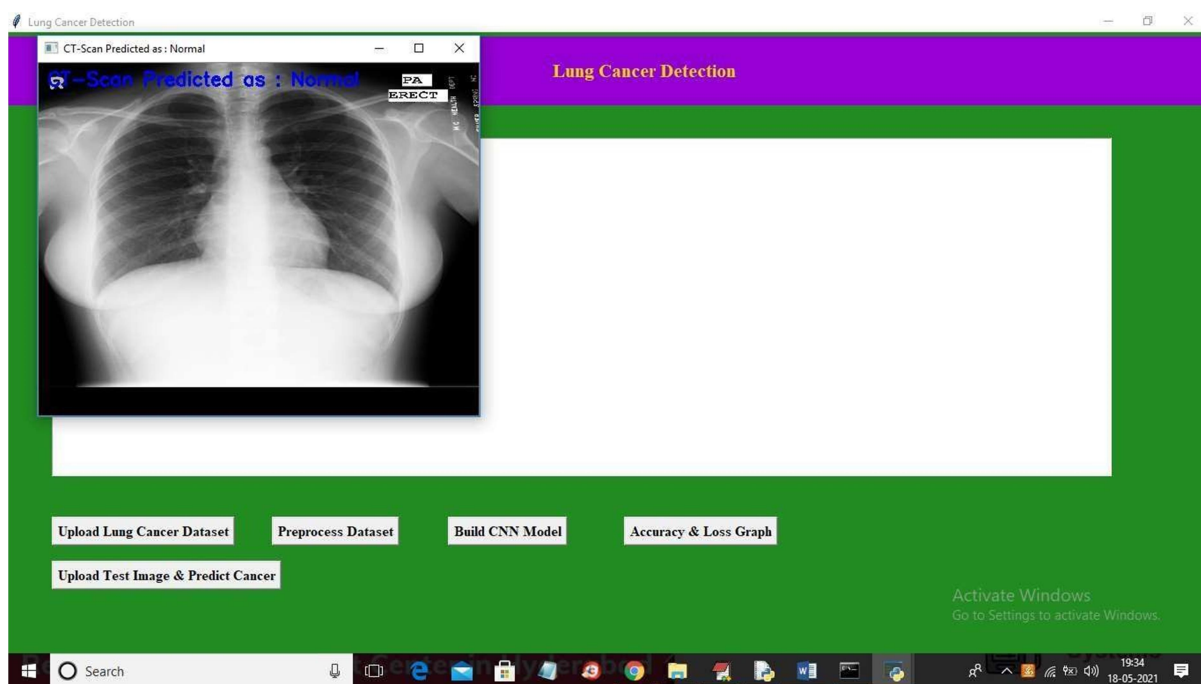 Lung Cancer Detection
CT-Scan Predicted as : Normal
CT-Scan Predicted as : Normal
PA
ERECT
Lung Cancer Detection
Upload Lung Cancer Dataset
Preprocess Dataset
Build CNN Model
Accuracy & Loss Graph
Upload Test Image & Predict Cancer
Activate Windows
Go to Settings to activate Windows.
Search
19:34
18-05-2021